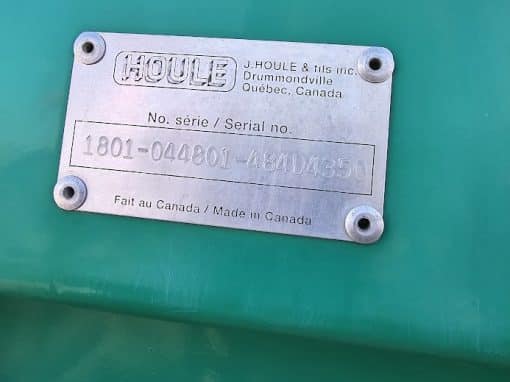 HOULE
J.HOULE & fils inc.
Drummondville
Québec, Canada
No. série / Serial no.
1801-044801-484D4350
Fait au Canada / Made in Canada